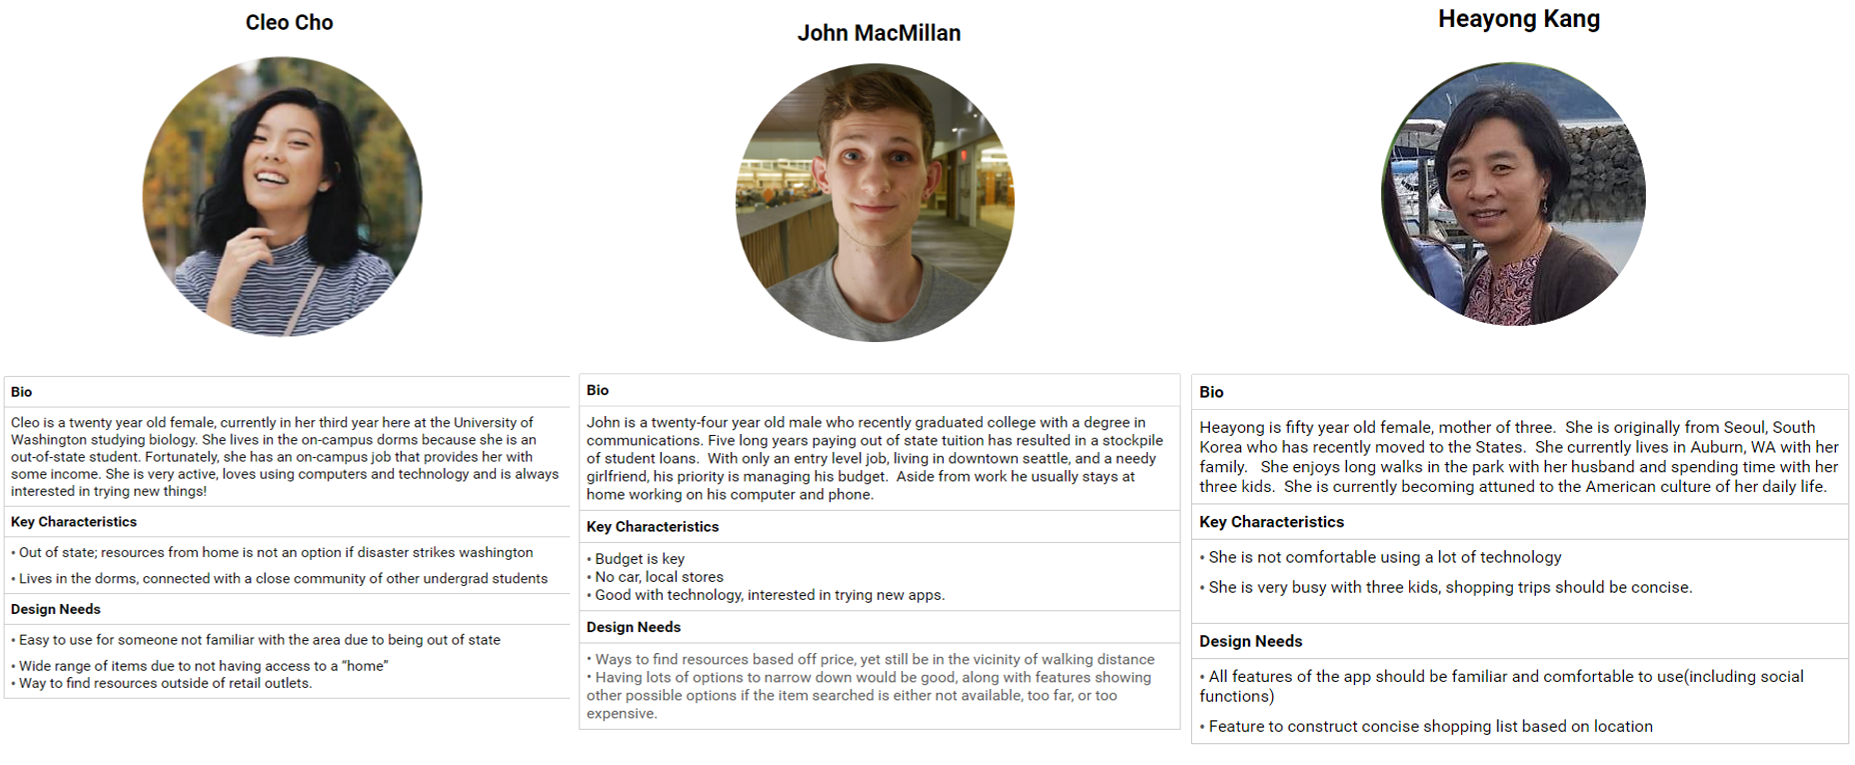 Cleo Cho
Bio
Cleo is a twenty year old female, currently in her third year here at the University of
Washington studying biology. She lives in the on-campus dorms because she is an
out-of-state student. Fortunately, she has an on-campus job that provides her with
some income. She is very active, loves using computers and technology and is always
interested in trying new things!
Key Characteristics
• Out of state; resources from home is not an option if disaster strikes washington
• Lives in the dorms, connected with a close community of other undergrad students
Design Needs
• Easy to use for someone not familiar with the area due to being out of state
• Wide range of items due to not having access to a “home”
• Way to find resources outside of retail outlets.
John MacMillan
Bio
John is a twenty-four year old male who recently graduated college with a degree in
communications. Five long years paying out of state tuition has resulted in a stockpile
of student loans. With only an entry level job, living in downtown seattle, and a needy
girlfriend, his priority is managing his budget. Aside from work he usually stays at
home working on his computer and phone.
Key Characteristics
• Budget is key
• No car, local stores
• Good with technology, interested in trying new apps.
Design Needs
• Ways to find resources based off price, yet still be in the vicinity of walking distance
• Having lots of options to narrow down would be good, along with features showing
other possible options if the item searched is either not available, too far, or too
expensive.
Heayong Kang
Bio
Heayong is fifty year old female, mother of three. She is originally from Seoul, South
Korea who has recently moved to the States. She currently lives in Auburn, WA with her
family. She enjoys long walks in the park with her husband and spending time with her
three kids. She is currently becoming attuned to the American culture of her daily life.
Key Characteristics
• She is not comfortable using a lot of technology
• She is very busy with three kids, shopping trips should be concise.
Design Needs
• All features of the app should be familiar and comfortable to use(including social
functions)
• Feature to construct concise shopping list based on location